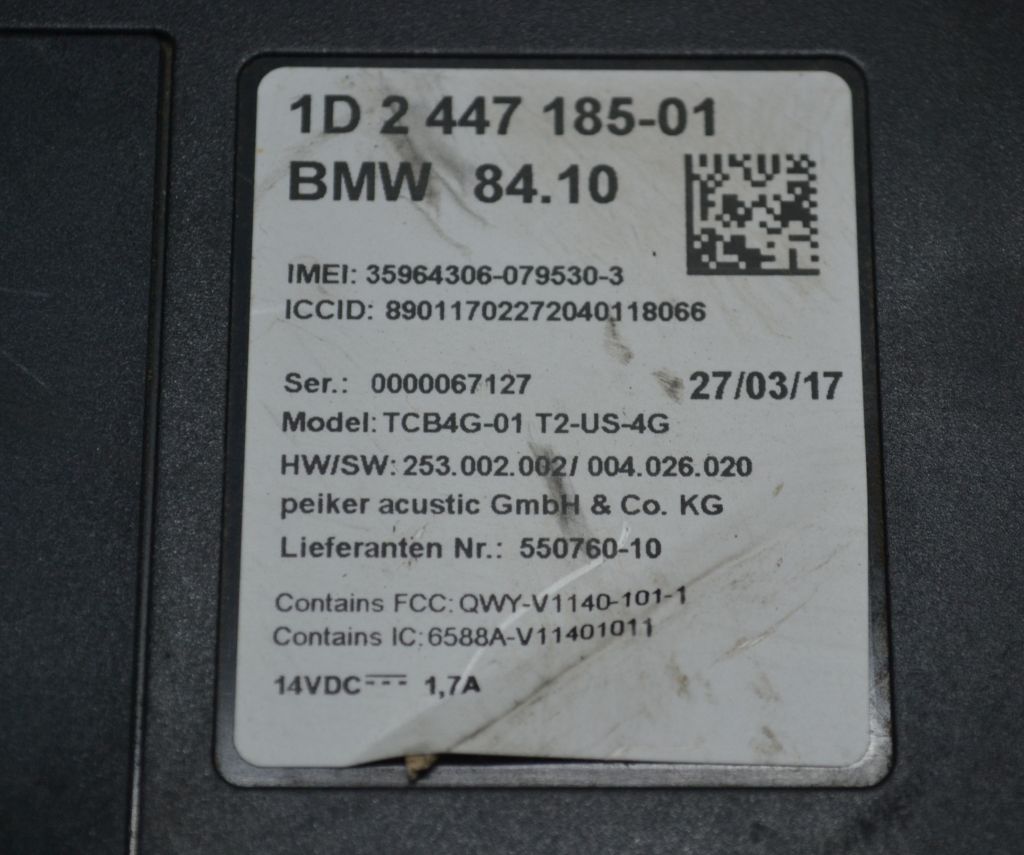 1D 2 447 185-01
BMW 84.10
IMEI: 35964306-079530-3
ICCID: 89011702272040118066
Ser.: 0000067127 27/03/17
Model: TCB4G-01 T2-US-4G
HW/SW: 253.002.002/ 004.026.020
peiker acustic GmbH & Co. KG
Lieferanten Nr.: 550760-10
Contains FCC: QWY-V1140-101-1
Contains IC: 6588A-V11401011
14VDC⎓ 1,7A